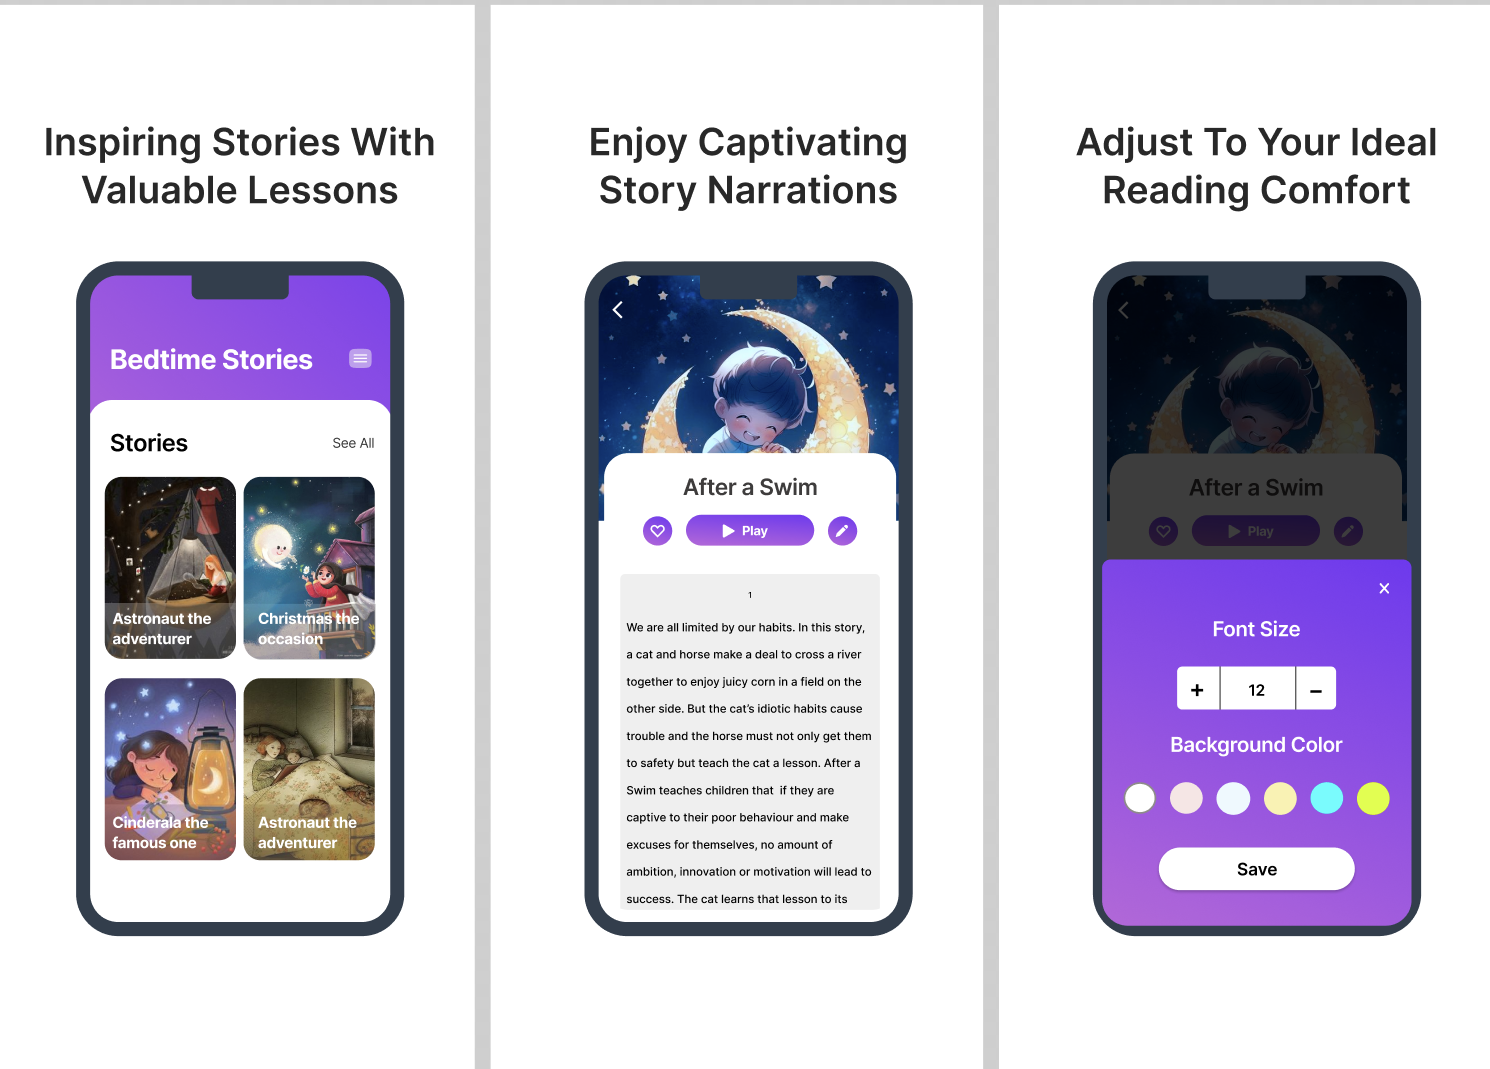 Inspiring Stories With
Valuable Lessons
Bedtime Stories
Stories
See All
Astronaut the
adventurer
Christmas the
occasion
Cinderala the
famous one
Astronaut the
adventurer
Enjoy Captivating
Story Narrations
After a Swim
Play
1
We are all limited by our habits. In this story,
a cat and horse make a deal to cross a river
together to enjoy juicy corn in a field on the
other side. But the cat’s idiotic habits cause
trouble and the horse must not only get them
to safety but teach the cat a lesson. After a
Swim teaches children that  if they are
captive to their poor behaviour and make
excuses for themselves, no amount of
ambition, innovation or motivation will lead to
success. The cat learns that lesson to its
Adjust To Your Ideal
Reading Comfort
After a Swim
Play
Font Size
+ 12 –
Background Color
Save